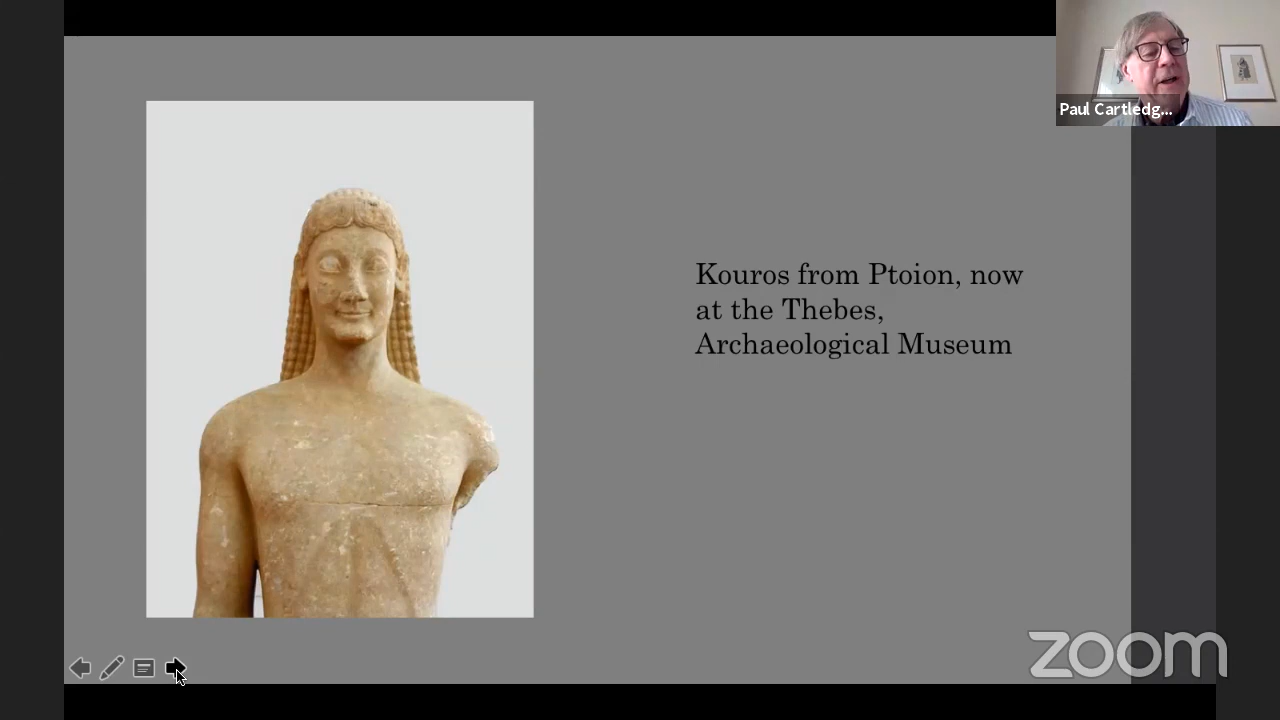 Paul Cartledg...
Kouros from Ptoion, now
at the Thebes,
Archaeological Museum
zoom